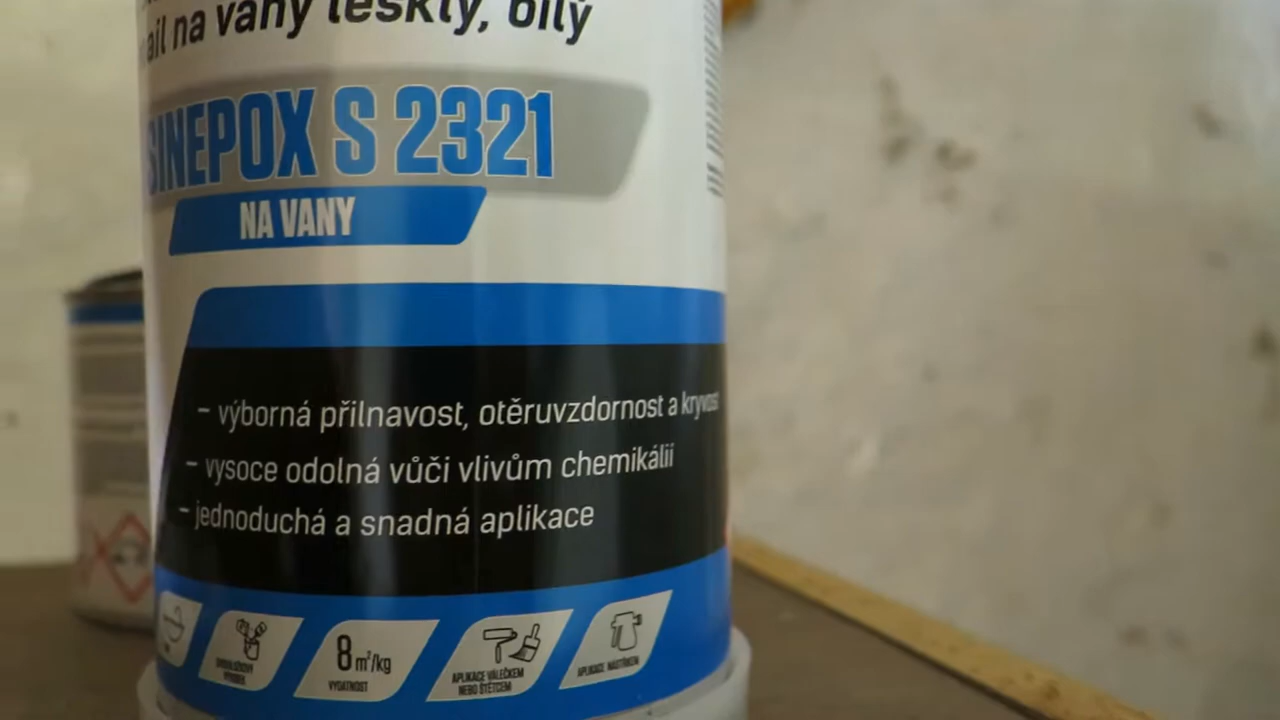 ail na vany lesklý, bílý
SINEPOX S 2321
NA VANY
– výborná přilnavost, otěruvzdornost a kryvost
– vysoce odolná vůči vlivům chemikálií
– jednoduchá a snadná aplikace
8 m²/kg
VYDATNOST
APLIKACE VÁLEČKEM
NEBO ŠTĚTCEM
APLIKACE NÁSTŘIKEM